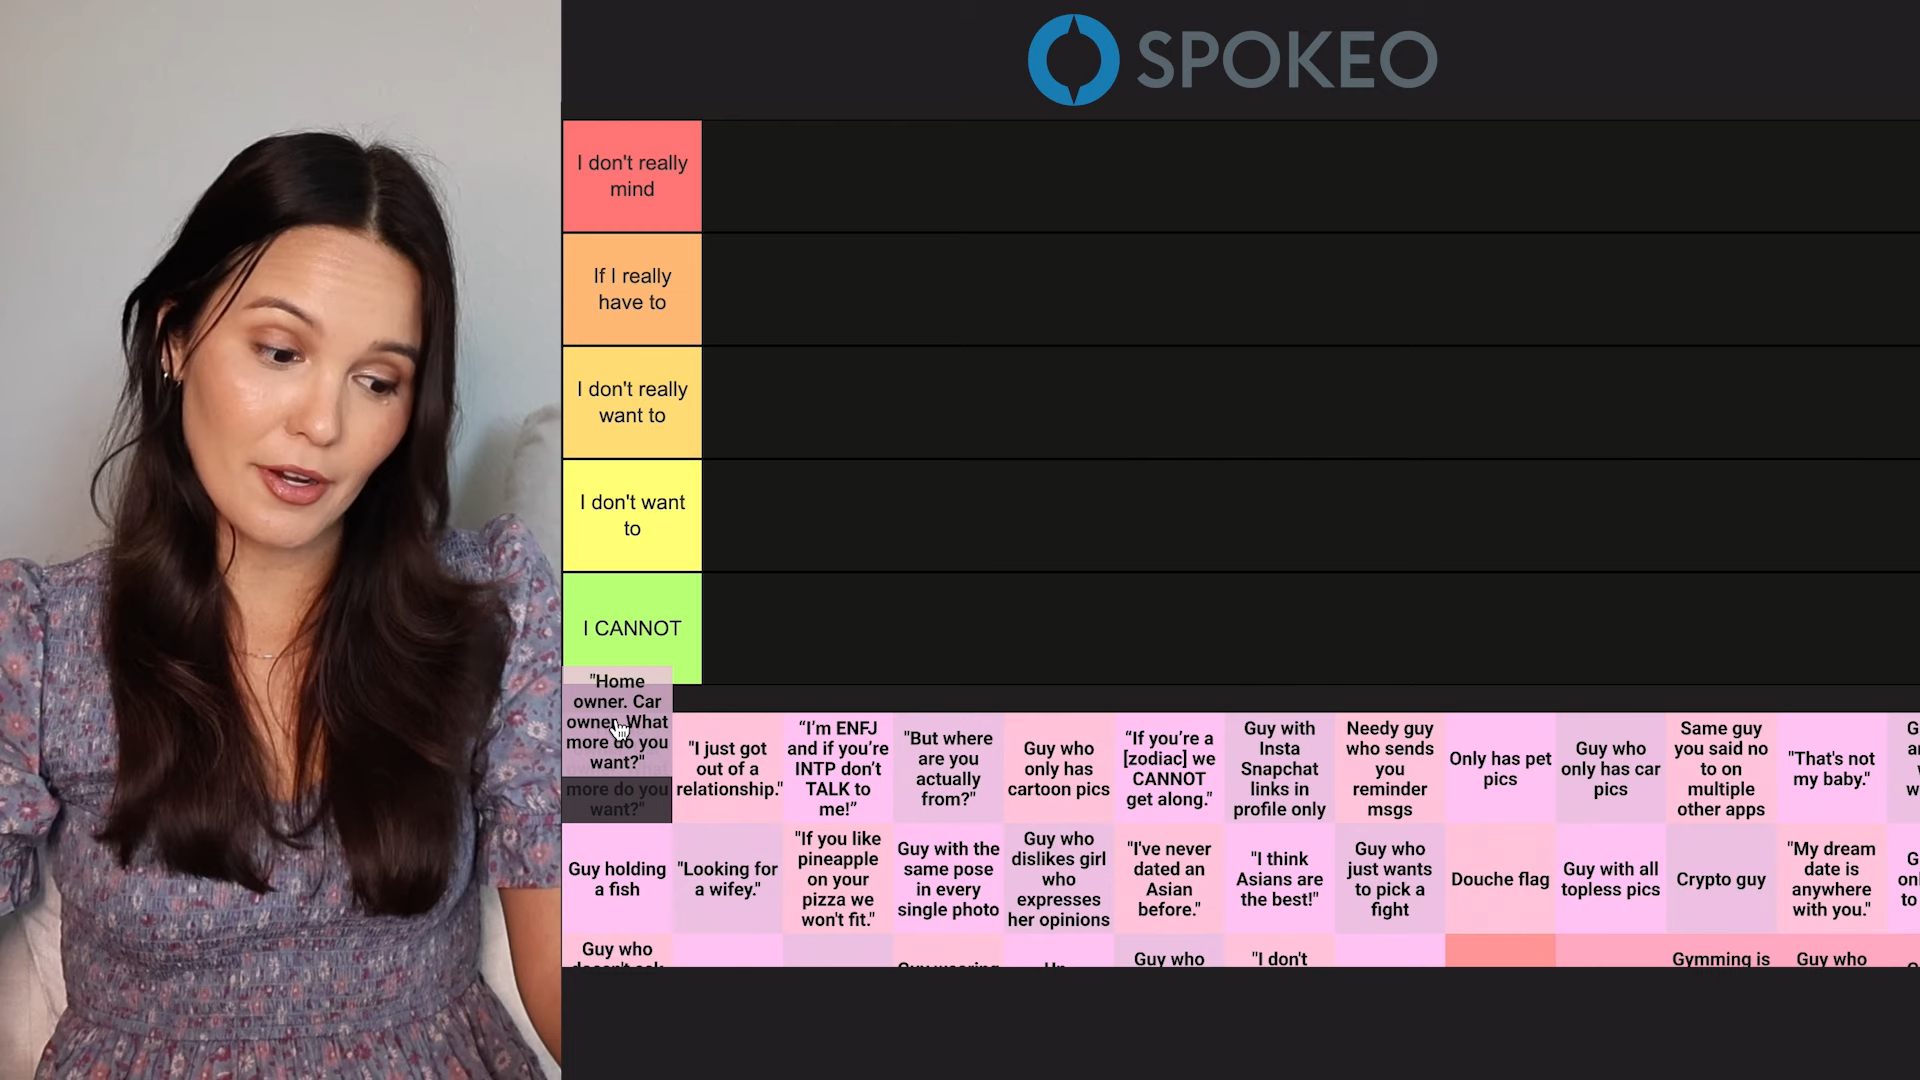 SPOKEO
I don't really
mind
If I really
have to
I don't really
want to
I don't want
to
I CANNOT
"Home
owner. Car
owner. What
more do you
want?"
more do you
want?"
"I just got
out of a
relationship."
“I’m ENFJ
and if you’re
INTP don’t
TALK to
me!”
"But where
are you
actually
from?"
Guy who
only has
cartoon pics
“If you’re a
[zodiac] we
CANNOT
get along."
Guy with
Insta
Snapchat
links in
profile only
Needy guy
who sends
you
reminder
msgs
Only has pet
pics
Guy who
only has car
pics
Same guy
you said no
to on
multiple
other apps
"That's not
my baby."
Guy holding
a fish
"Looking for
a wifey."
"If you like
pineapple
on your
pizza we
won't fit."
Guy with the
same pose
in every
single photo
Guy who
dislikes girl
who
expresses
her opinions
"I've never
dated an
Asian
before."
"I think
Asians are
the best!"
Guy who
just wants
to pick a
fight
Douche flag
Guy with all
topless pics
Crypto guy
"My dream
date is
anywhere
with you."
Guy who
Guy who
"I don't
Gymming is
Guy who